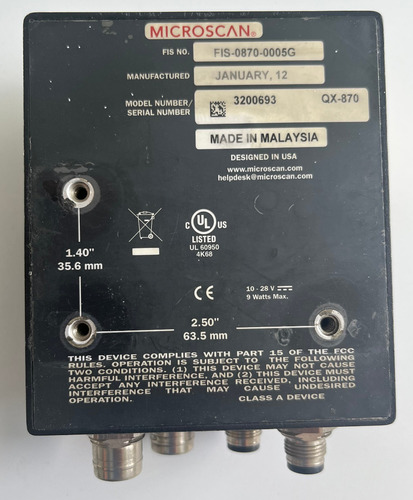 MICROSCAN®
FIS NO. FIS-0870-0005G
MANUFACTURED JANUARY, 12
MODEL NUMBER/
SERIAL NUMBER 3200693 QX-870
MADE IN MALAYSIA
DESIGNED IN USA
www.microscan.com
helpdesk@microscan.com
C UL US
LISTED
UL 60950
4K68
1.40"
35.6 mm
CE
10 - 28 V
9 Watts Max.
2.50"
63.5 mm
THIS DEVICE COMPLIES WITH PART 15 OF THE FCC
RULES. OPERATION IS SUBJECT TO THE FOLLOWING
TWO CONDITIONS. (1) THIS DEVICE MAY NOT CAUSE
HARMFUL INTERFERENCE, AND (2) THIS DEVICE MUST
ACCEPT ANY INTERFERENCE RECEIVED, INCLUDING
INTERFERENCE THAT MAY CAUSE UNDESIRED
OPERATION. CLASS A DEVICE